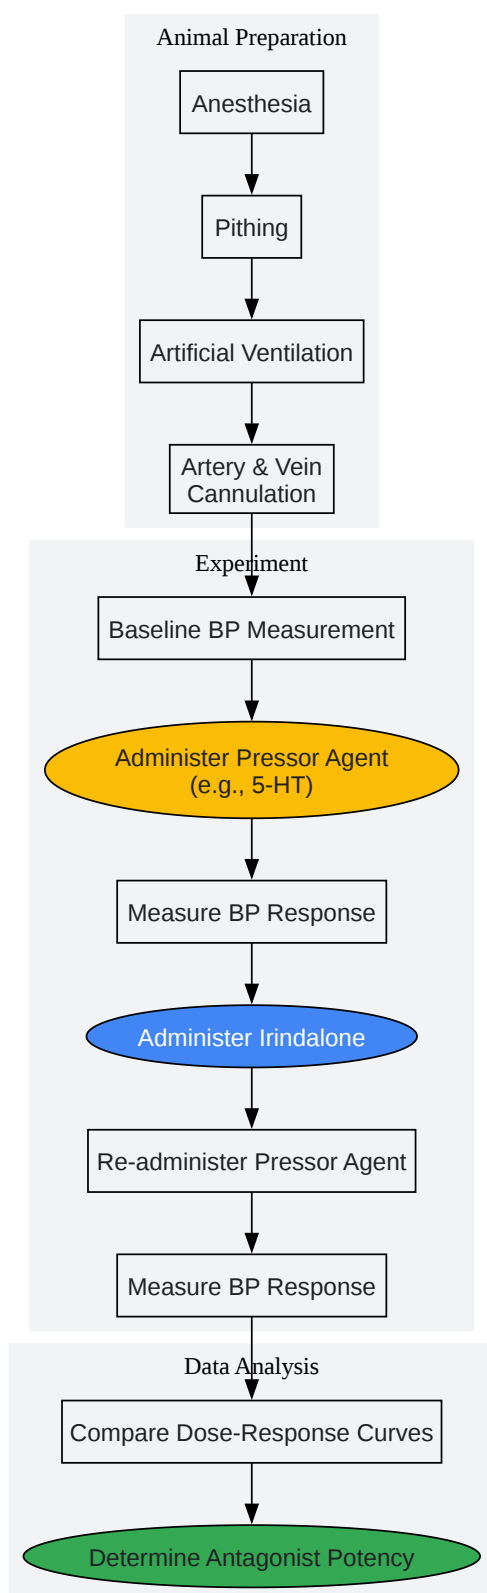 Animal Preparation
Anesthesia
Pithing
Artificial Ventilation
Artery & Vein
Cannulation
Experiment
Baseline BP Measurement
Administer Pressor Agent
(e.g., 5-HT)
Measure BP Response
Administer Irindalone
Re-administer Pressor Agent
Measure BP Response
Data Analysis
Compare Dose-Response Curves
Determine Antagonist Potency